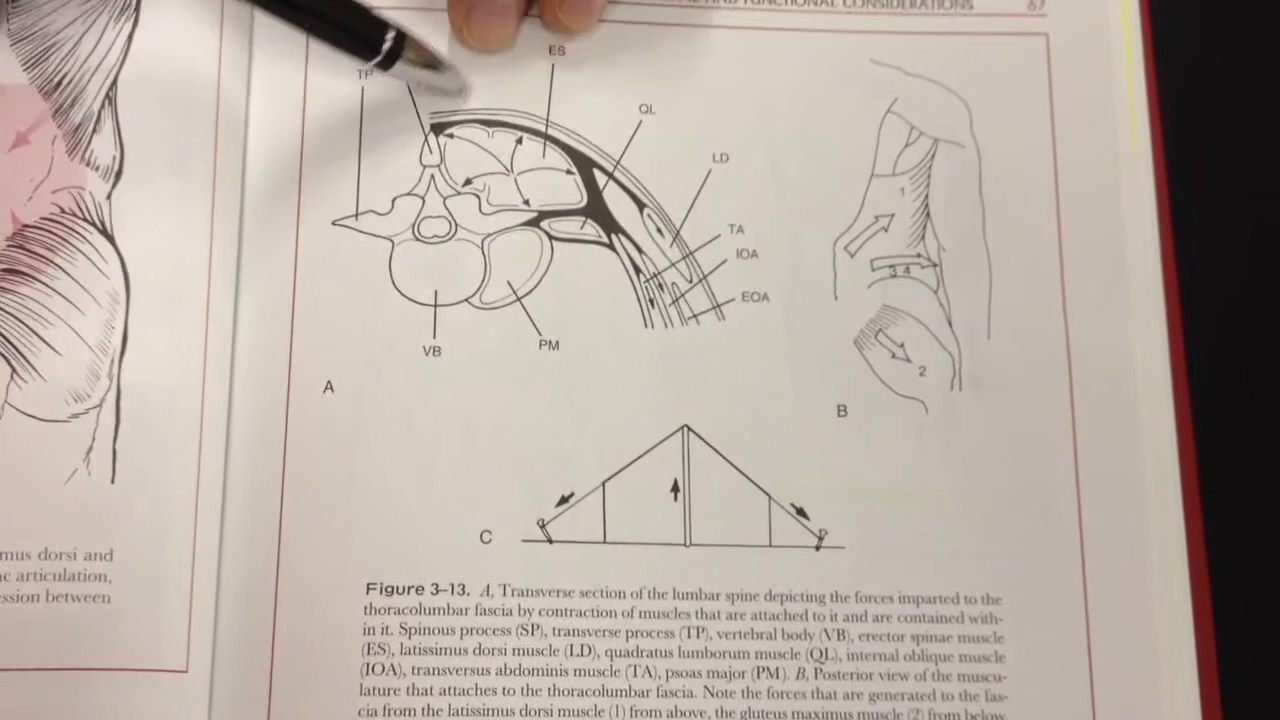 AND FUNCTIONAL CONSIDERATIONS 67
TP
ES
QL
LD
TA
IOA
EOA
VB
PM
A
1
3 4
2
B
C
mus dorsi and
articulation,
ssion between
Figure 3–13. A, Transverse section of the lumbar spine depicting the forces imparted to the
thoracolumbar fascia by contraction of muscles that are attached to it and are contained with-
in it. Spinous process (SP), transverse process (TP), vertebral body (VB), erector spinae muscle
(ES), latissimus dorsi muscle (LD), quadratus lumborum muscle (QL), internal oblique muscle
(IOA), transversus abdominis muscle (TA), psoas major (PM). B, Posterior view of the muscu-
lature that attaches to the thoracolumbar fascia. Note the forces that are generated to the fas-
cia from the latissimus dorsi muscle (1) from above, the gluteus maximus muscle (2) from below,